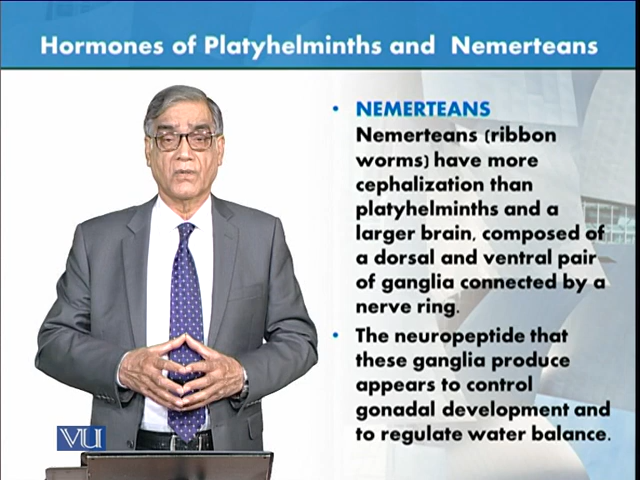 Hormones of Platyhelminths and Nemerteans
• NEMERTEANS
Nemerteans (ribbon
worms) have more
cephalization than
platyhelminths and a
larger brain, composed of
a dorsal and ventral pair
of ganglia connected by a
nerve ring.
• The neuropeptide that
these ganglia produce
appears to control
gonadal development and
to regulate water balance.
VU